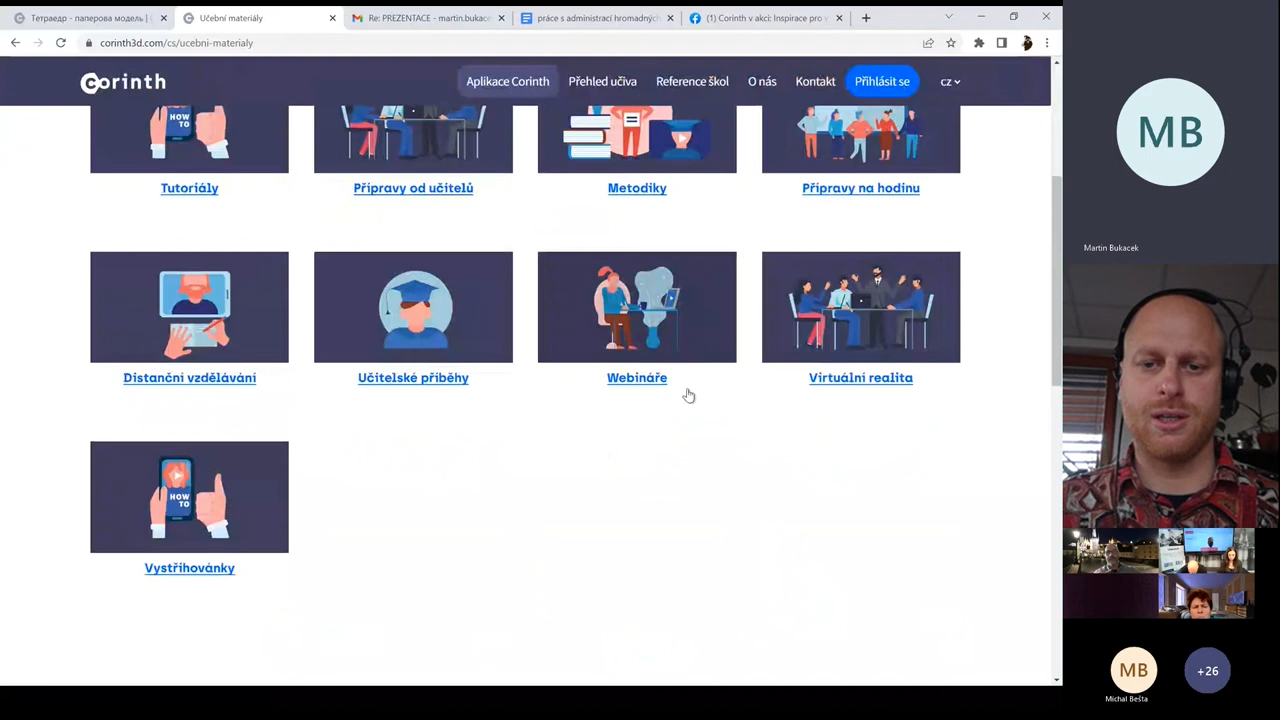 Тетраедр - паперова модель |
Učební materiály
Re: PREZENTACE - martin.bukace
práce s administrací hromadných
(1) Corinth v akci: Inspirace pro v
corinth3d.com/cs/ucebni-materialy
corinth
Aplikace Corinth
Přehled učiva
Reference škol
O nás
Kontakt
Přihlásit se
cz
HOW TO
Tutoriály
Přípravy od učitelů
Metodiky
Přípravy na hodinu
Distanční vzdělávání
Učitelské příběhy
Webináře
Virtuální realita
HOW TO
Vystřihovánky
MB
Martin Bukacek
MB
Michal Bešta
+26